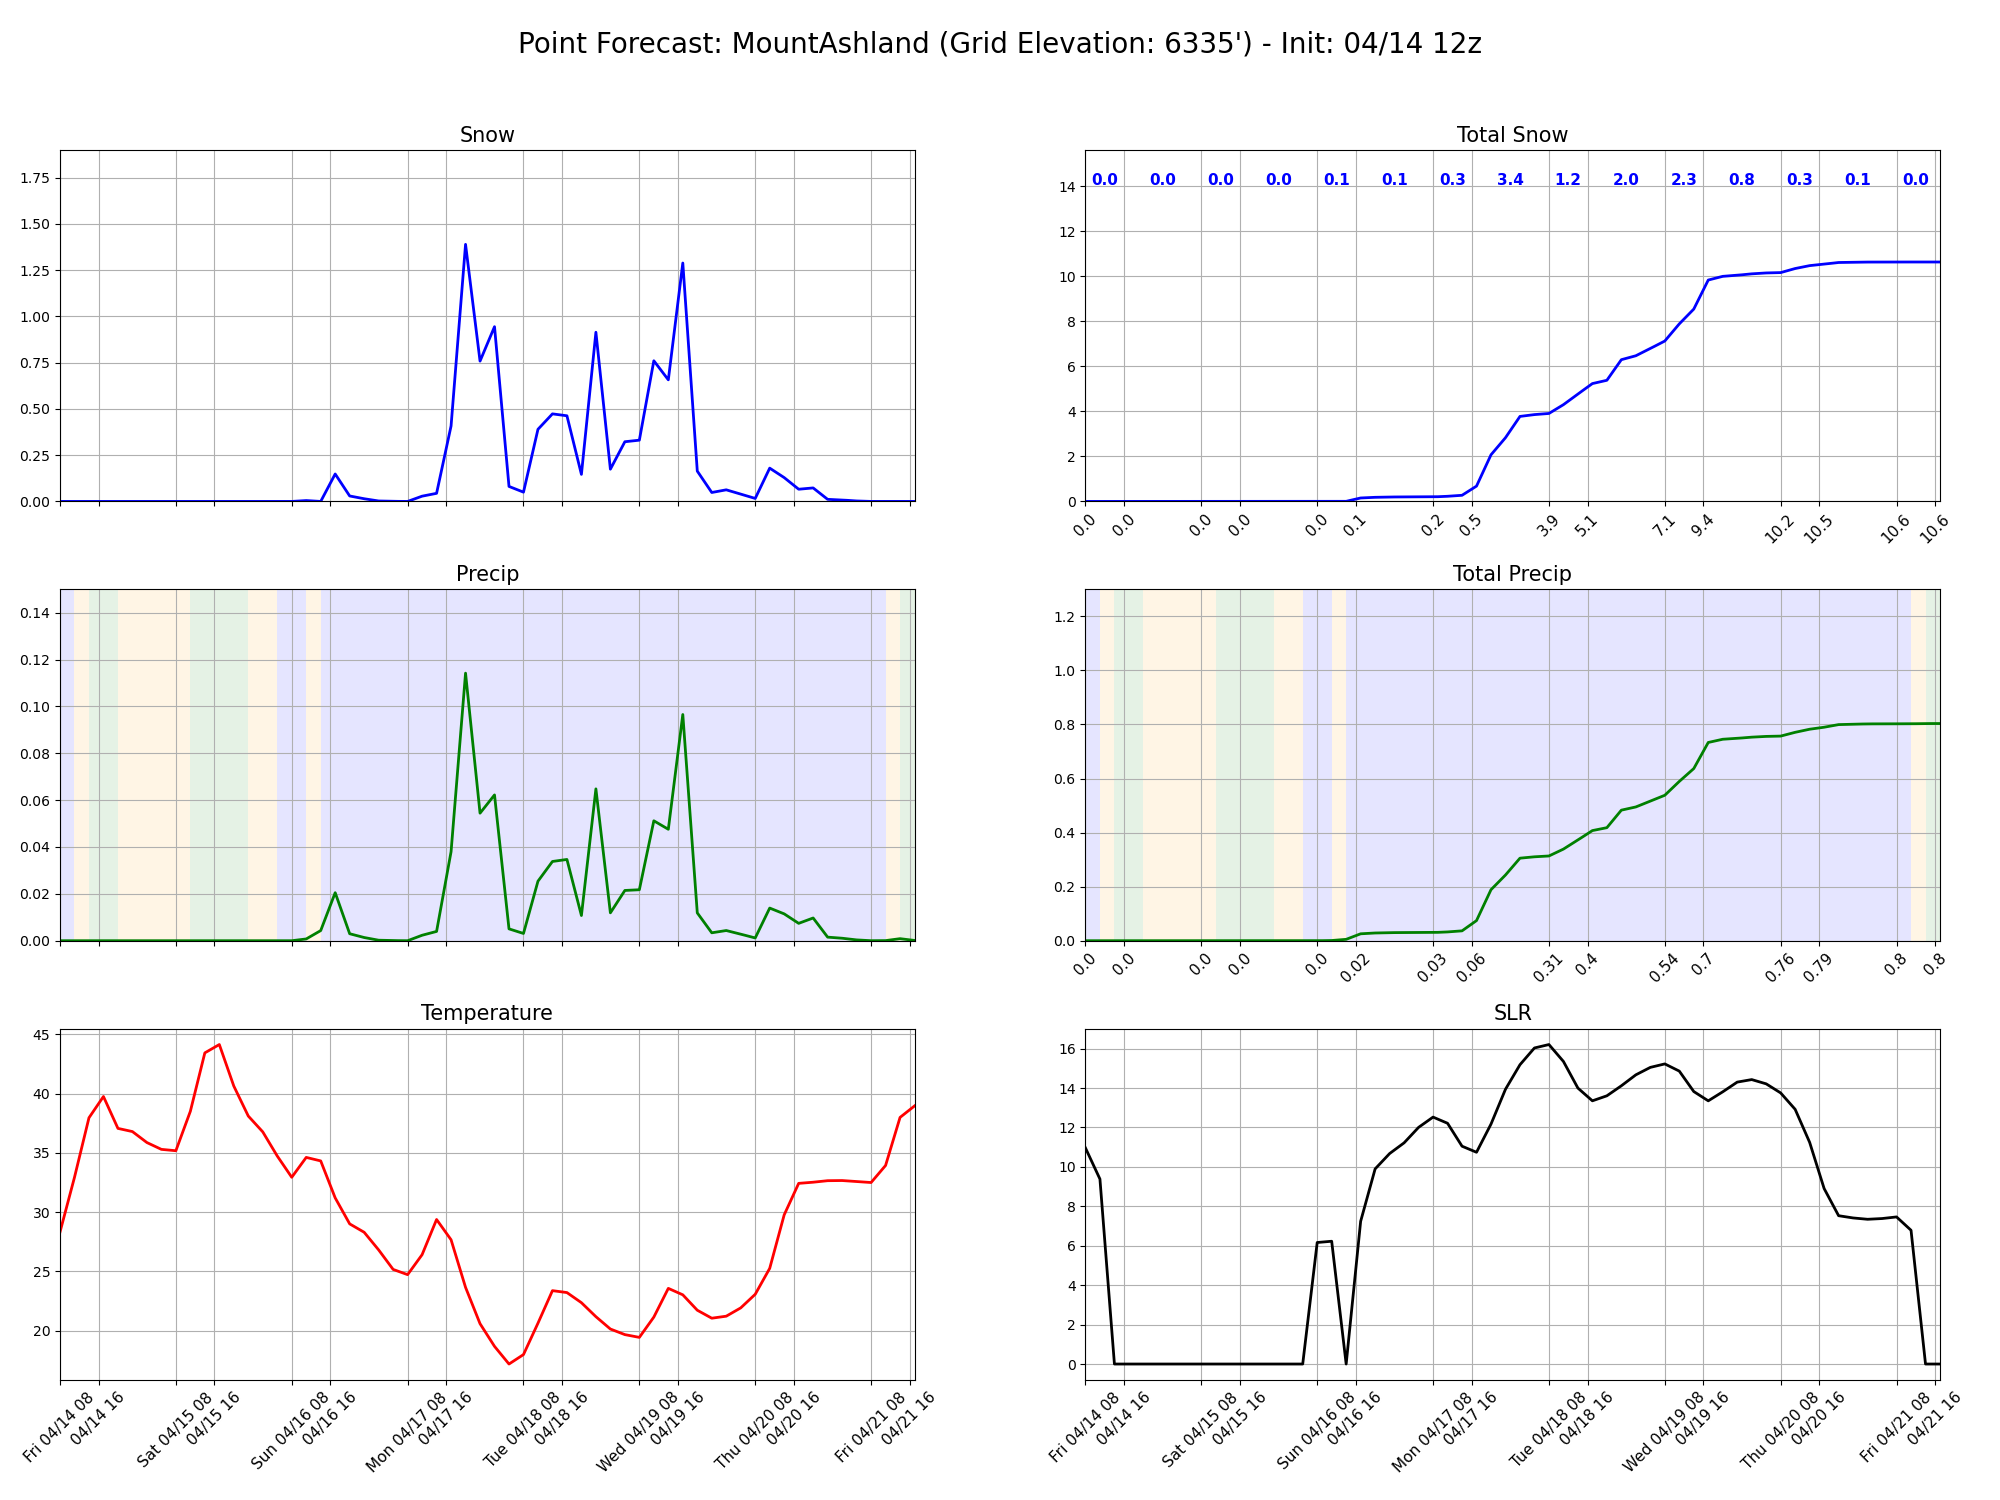 Point Forecast: MountAshland (Grid Elevation: 6335') - Init: 04/14 12z
Snow
1.75
1.50
1.25
1.00
0.75
0.50
0.25
0.00
Total Snow
0.0 0.0 0.0 0.0 0.1 0.1 0.3 3.4 1.2 2.0 2.3 0.8 0.3 0.1 0.0
14
12
10
8
6
4
2
0
0.0 0.0 0.0 0.0 0.0 0.1 0.2 0.5 3.9 5.1 7.1 9.4 10.2 10.5 10.6 10.6
Precip
0.14
0.12
0.10
0.08
0.06
0.04
0.02
0.00
Total Precip
1.2
1.0
0.8
0.6
0.4
0.2
0.0
0.0 0.0 0.0 0.0 0.0 0.02 0.03 0.06 0.31 0.4 0.54 0.7 0.76 0.79 0.8 0.8
Temperature
45
40
35
30
25
20
Fri 04/14 08
04/14 16
Sat 04/15 08
04/15 16
Sun 04/16 08
04/16 16
Mon 04/17 08
04/17 16
Tue 04/18 08
04/18 16
Wed 04/19 08
04/19 16
Thu 04/20 08
04/20 16
Fri 04/21 08
04/21 16
SLR
16
14
12
10
8
6
4
2
0
Fri 04/14 08
04/14 16
Sat 04/15 08
04/15 16
Sun 04/16 08
04/16 16
Mon 04/17 08
04/17 16
Tue 04/18 08
04/18 16
Wed 04/19 08
04/19 16
Thu 04/20 08
04/20 16
Fri 04/21 08
04/21 16